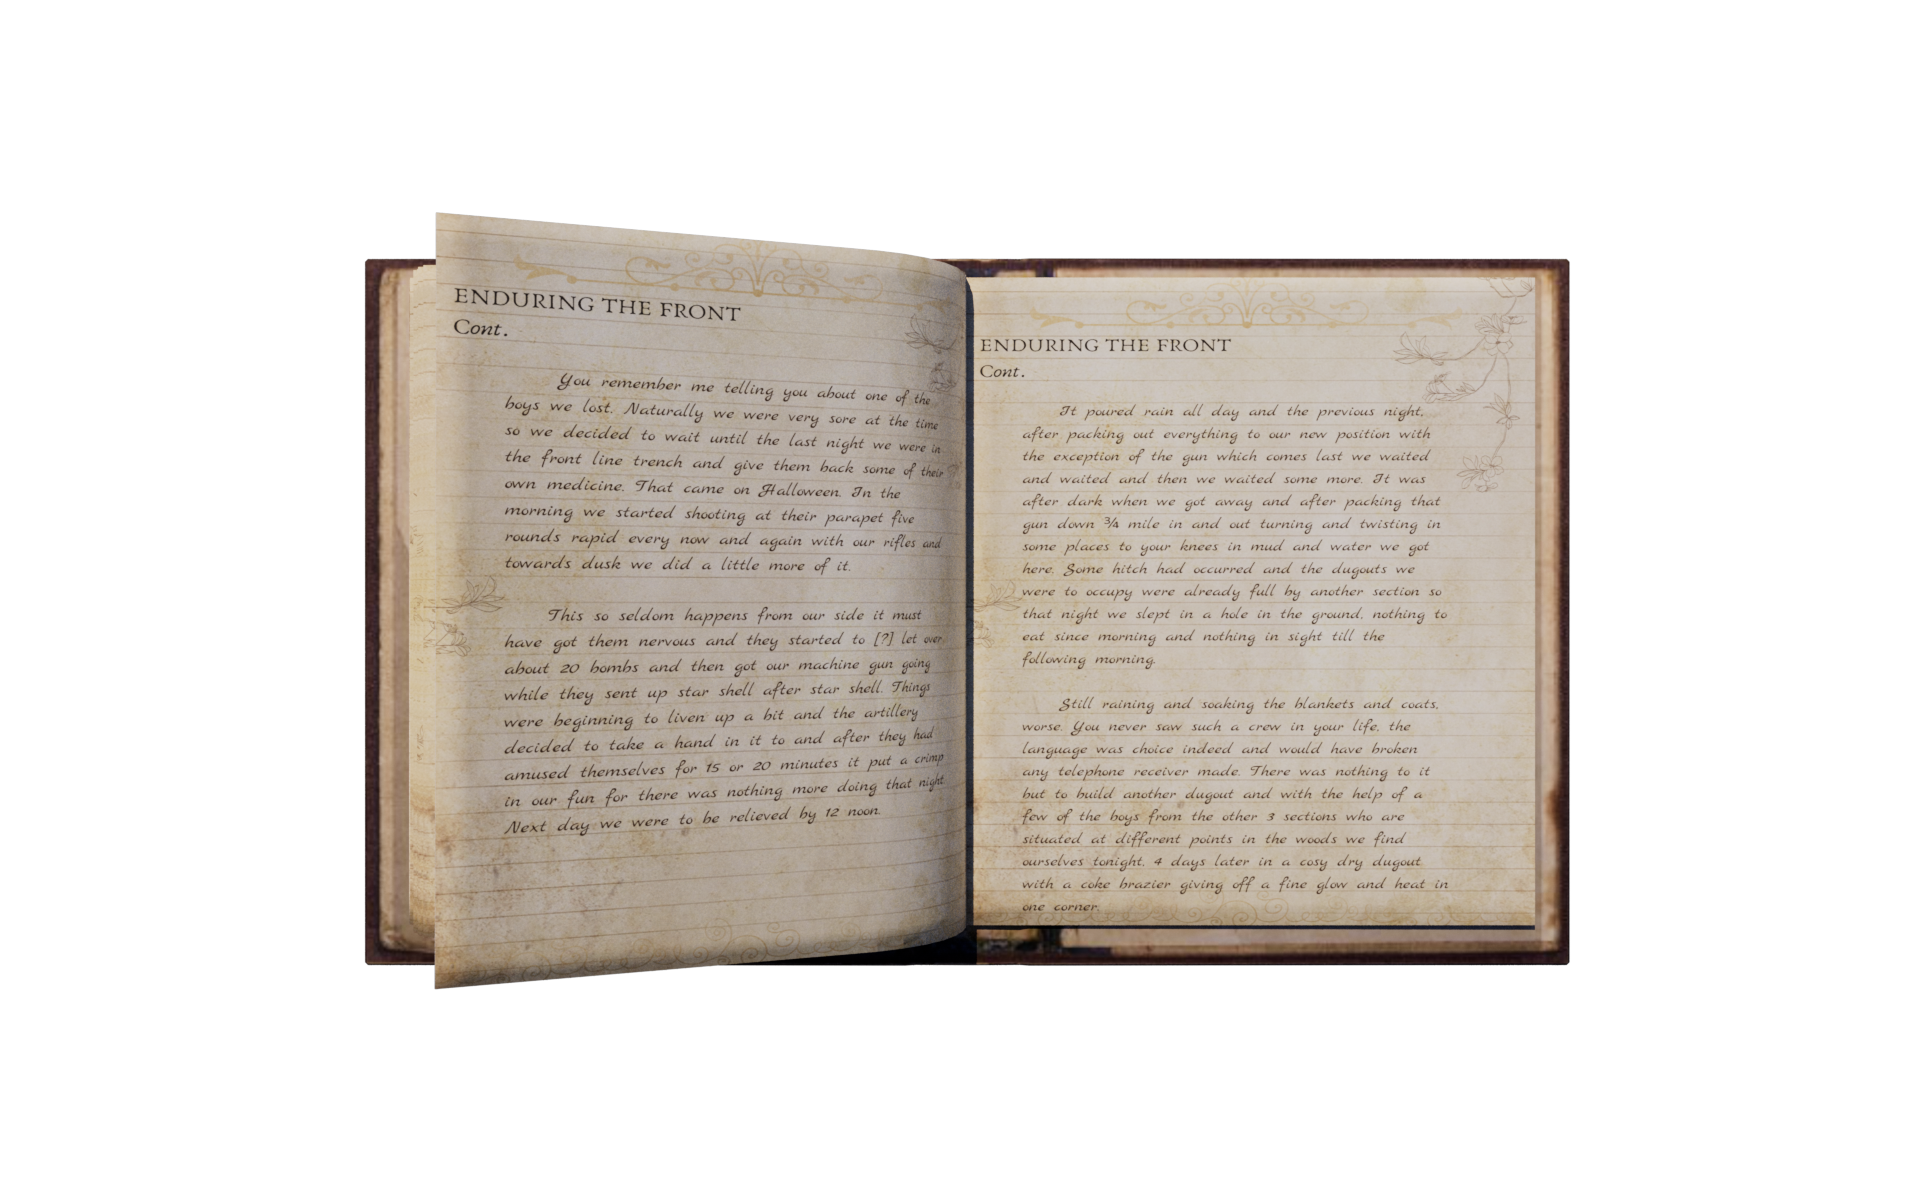 ENDURING THE FRONT
Cont.
You remember me telling you about one of the
boys we lost. Naturally we were very sore at the time
so we decided to wait until the last night we were in
the front line trench and give them back some of their
own medicine. That came on Halloween. In the
morning we started shooting at their parapet five
rounds rapid every now and again with our rifles and
towards dusk we did a little more of it.
This so seldom happens from our side it must
have got them nervous and they started to [?] let over
about 20 bombs and then got our machine gun going
while they sent up star shell after star shell. Things
were beginning to liven up a bit and the artillery
decided to take a hand in it to and after they had
amused themselves for 15 or 20 minutes it put a crimp
in our fun for there was nothing more doing that night
Next day we were to be relieved by 12 noon.
ENDURING THE FRONT
Cont.
It poured rain all day and the previous night,
after packing out everything to our new position with
the exception of the gun which comes last we waited
and waited and then we waited some more. It was
after dark when we got away and after packing that
gun down ¾ mile in and out turning and twisting in
some places to your knees in mud and water we got
here. Some hitch had occurred and the dugouts we
were to occupy were already full by another section so
that night we slept in a hole in the ground, nothing to
eat since morning and nothing in sight till the
following morning.
Still raining and soaking the blankets and coats,
worse. You never saw such a crew in your life, the
language was choice indeed and would have broken
any telephone receiver made. There was nothing to it
but to build another dugout and with the help of a
few of the boys from the other 3 sections who are
situated at different points in the woods we find
ourselves tonight, 4 days later in a cosy dry dugout
with a coke brazier giving off a fine glow and heat in
one corner.